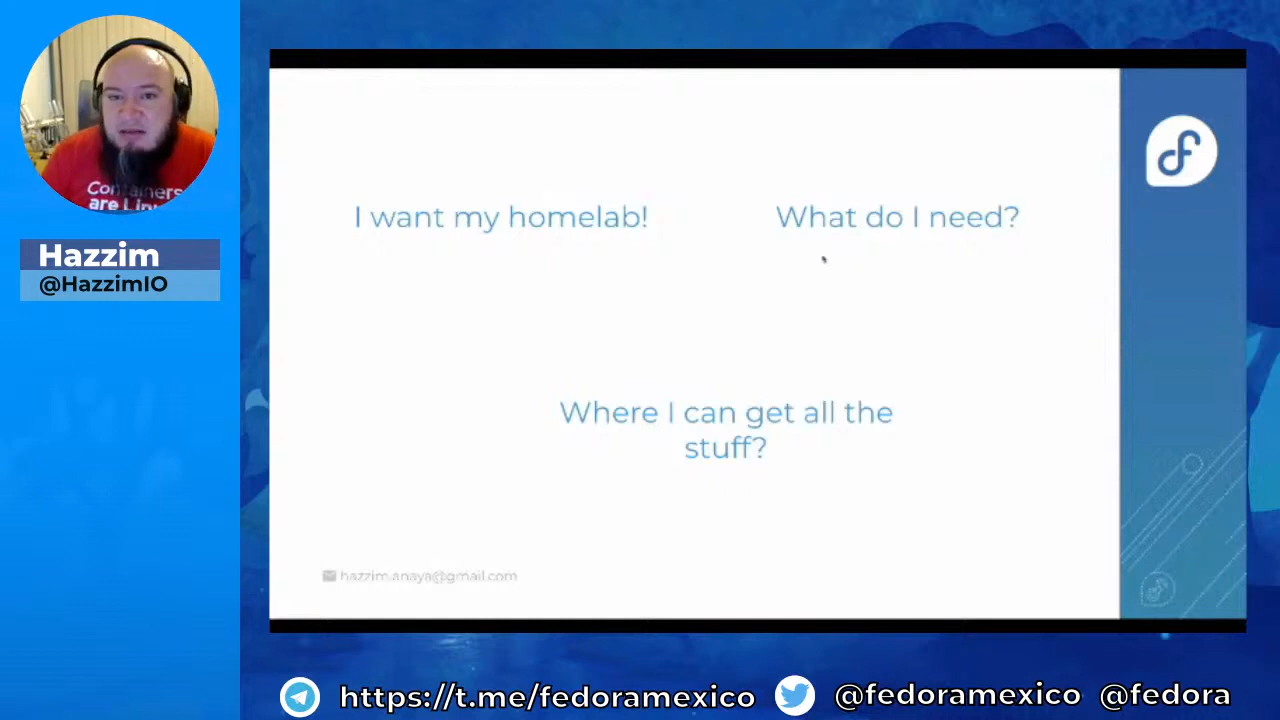 Containers
are Lin
Hazzim
@HazzimIO
I want my homelab!
What do I need?
Where I can get all the
stuff?
hazzim.anaya@gmail.com
https://t.me/fedoramexico
@fedoramexico
@fedora